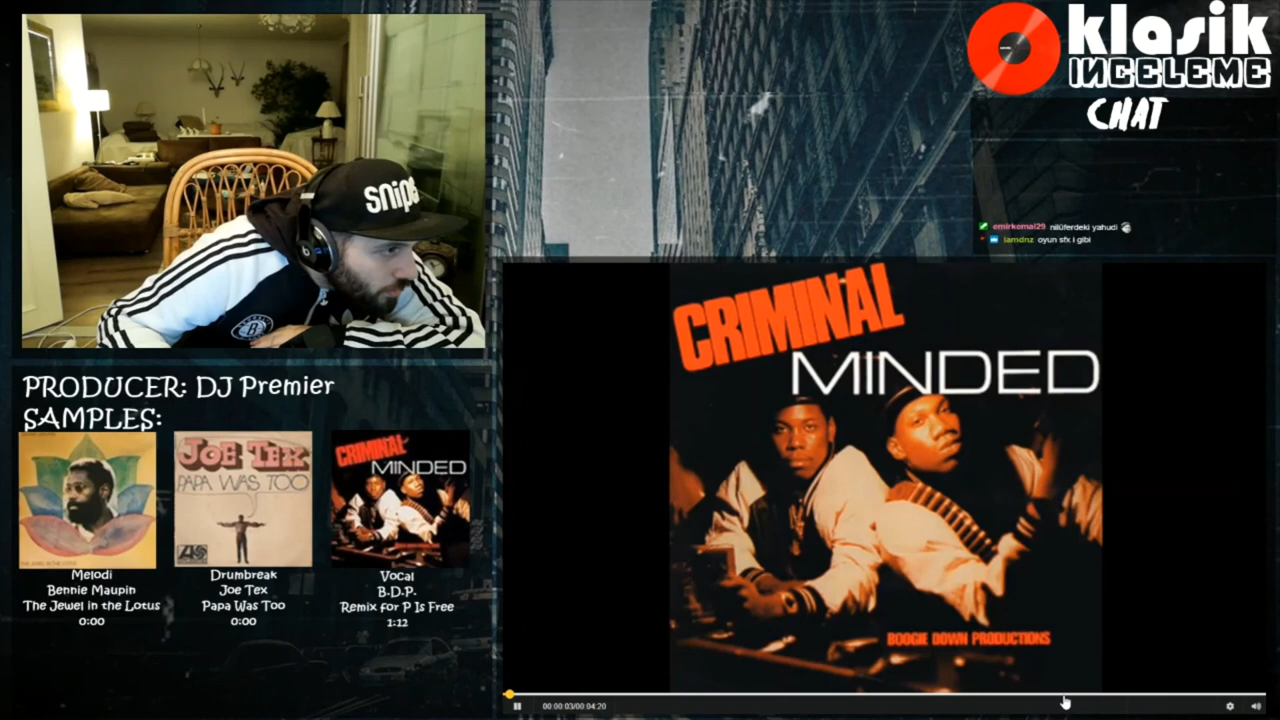 klasik
INCELEME
CHAT
snipe
B
emirkomal29 nilüferdeki yahudi
iamdnz oyun sfx i gibi
PRODUCER: DJ Premier
SAMPLES:
JOE TEX
PAPA WAS TOO
CRIMINAL
MINDED
Melodi
Bennie Maupin
The Jewel in the Lotus
0:00
Drumbreak
Joe Tex
Papa Was Too
0:00
Vocal
B.D.P.
Remix for P Is Free
1:12
CRIMINAL
MINDED
BOOGIE DOWN PRODUCTIONS
00:00:03/00:04:20